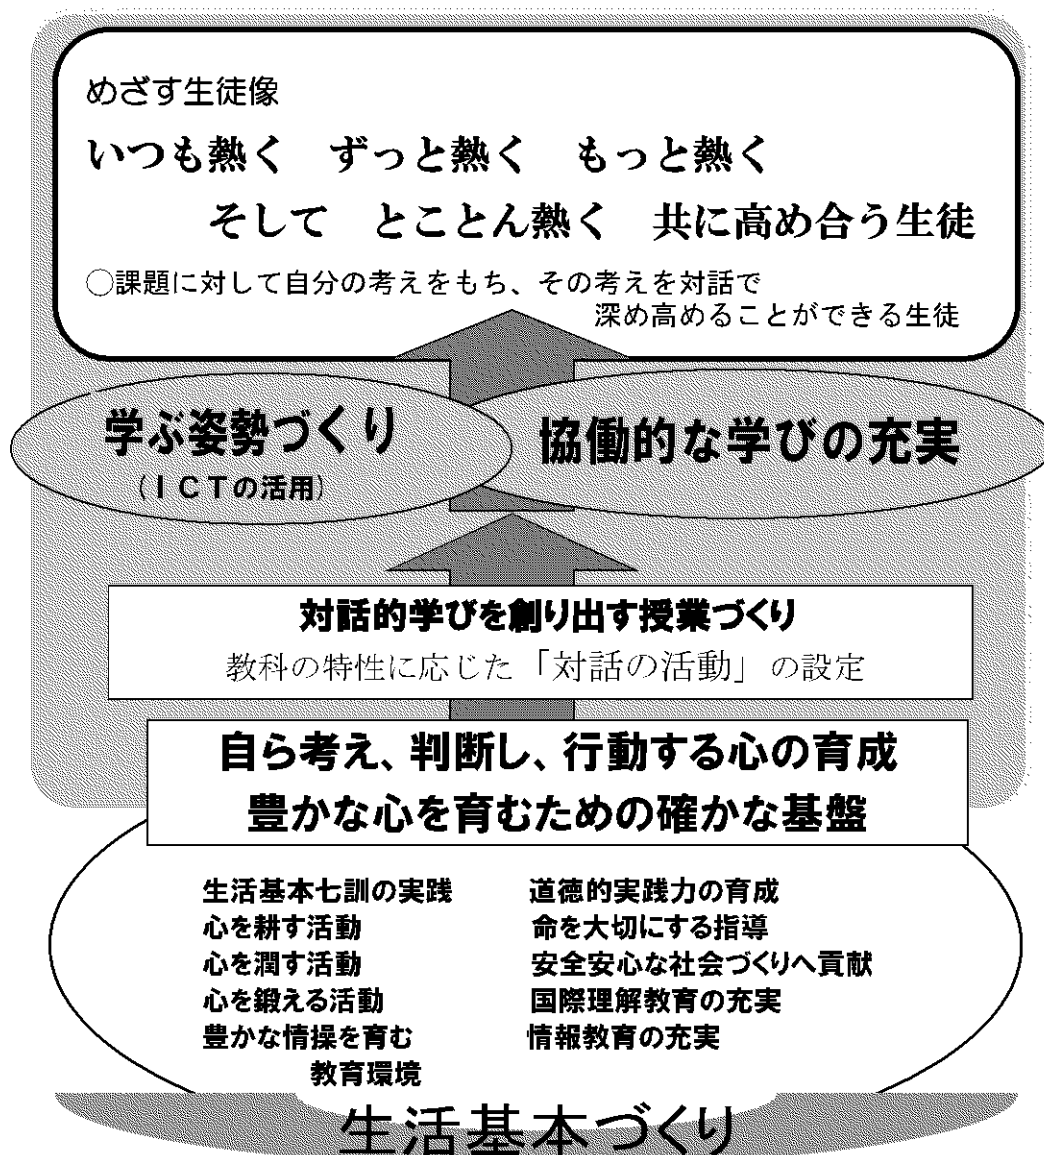 めざす生徒像
いつも熱く　ずっと熱く　もっと熱く
そして　とことん熱く　共に高め合う生徒
○課題に対して自分の考えをもち、その考えを対話で
深め高めることができる生徒
学ぶ姿勢づくり
（ＩＣＴの活用）
協働的な学びの充実
対話的学びを創り出す授業づくり
教科の特性に応じた「対話の活動」の設定
自ら考え、判断し、行動する心の育成
豊かな心を育むための確かな基盤
生活基本七訓の実践
心を耕す活動
心を潤す活動
心を鍛える活動
豊かな情操を育む
教育環境
道徳的実践力の育成
命を大切にする指導
安全安心な社会づくりへ貢献
国際理解教育の充実
情報教育の充実
生活基本づくり